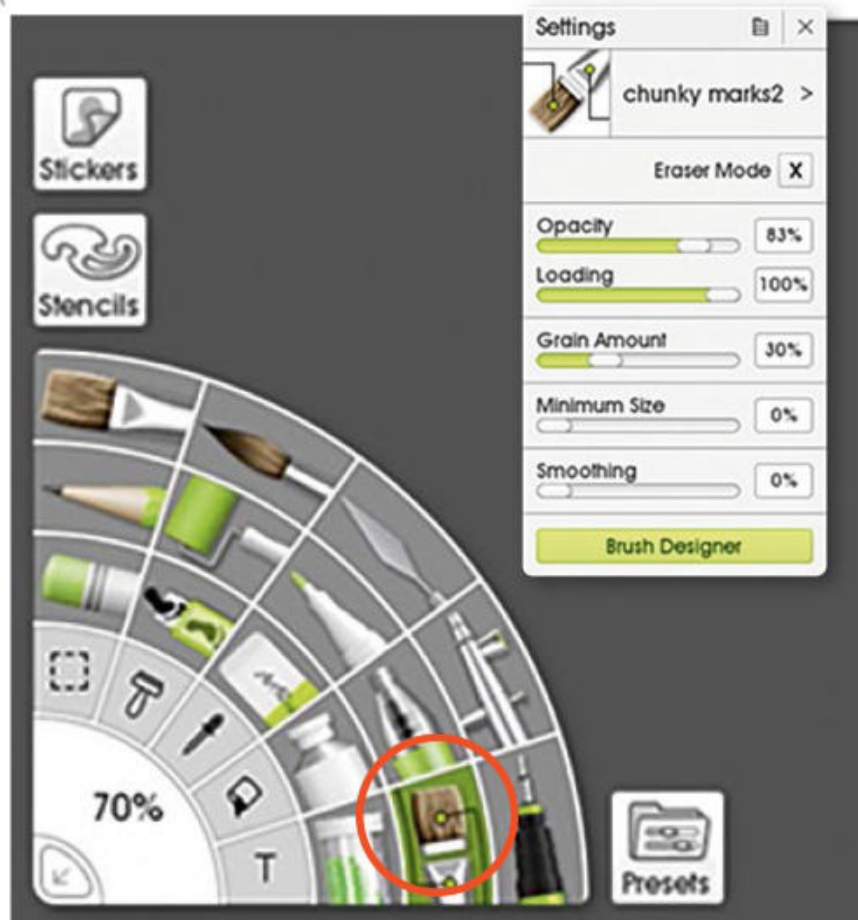 Settings
chunky marks2 >
Eraser Mode X
Opacity
83%
Loading
100%
Grain Amount
30%
Minimum Size
0%
Smoothing
0%
Brush Designer
Stickers
Stencils
70%
T
Presets